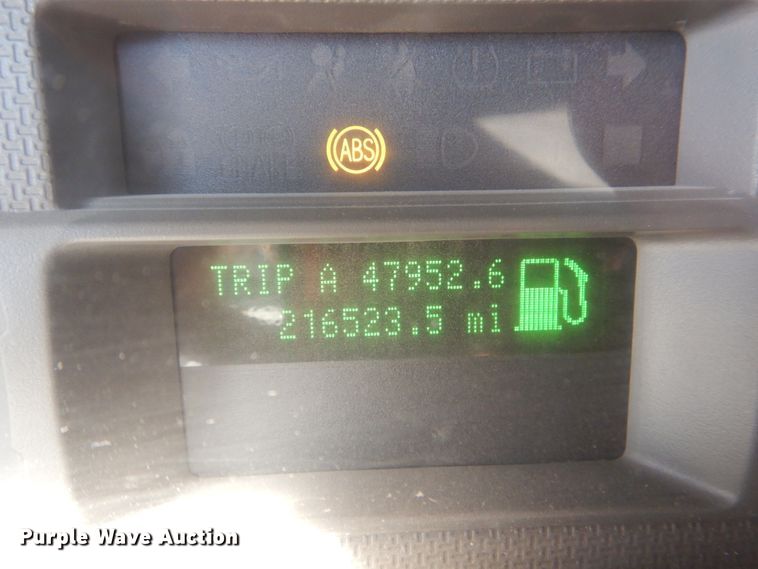 ABS
TRIP A 47952.6
216523.5 mi
Purple Wave Auction